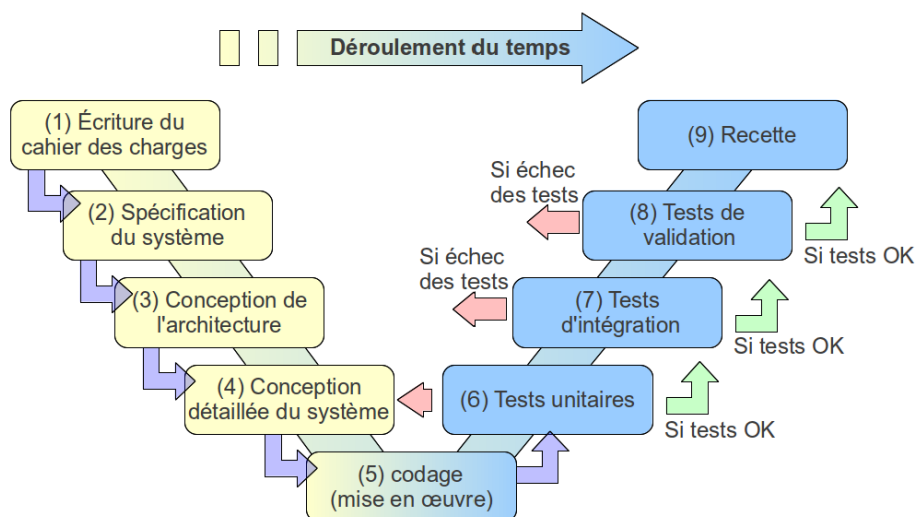 Déroulement du temps
(1) Écriture du
cahier des charges
(9) Recette
Si échec
des tests
(2) Spécification
du système
(8) Tests de
validation
Si tests OK
Si échec
des tests
(3) Conception de
l'architecture
(7) Tests
d'intégration
Si tests OK
(4) Conception
détaillée du système
(6) Tests unitaires
Si tests OK
(5) codage
(mise en œuvre)